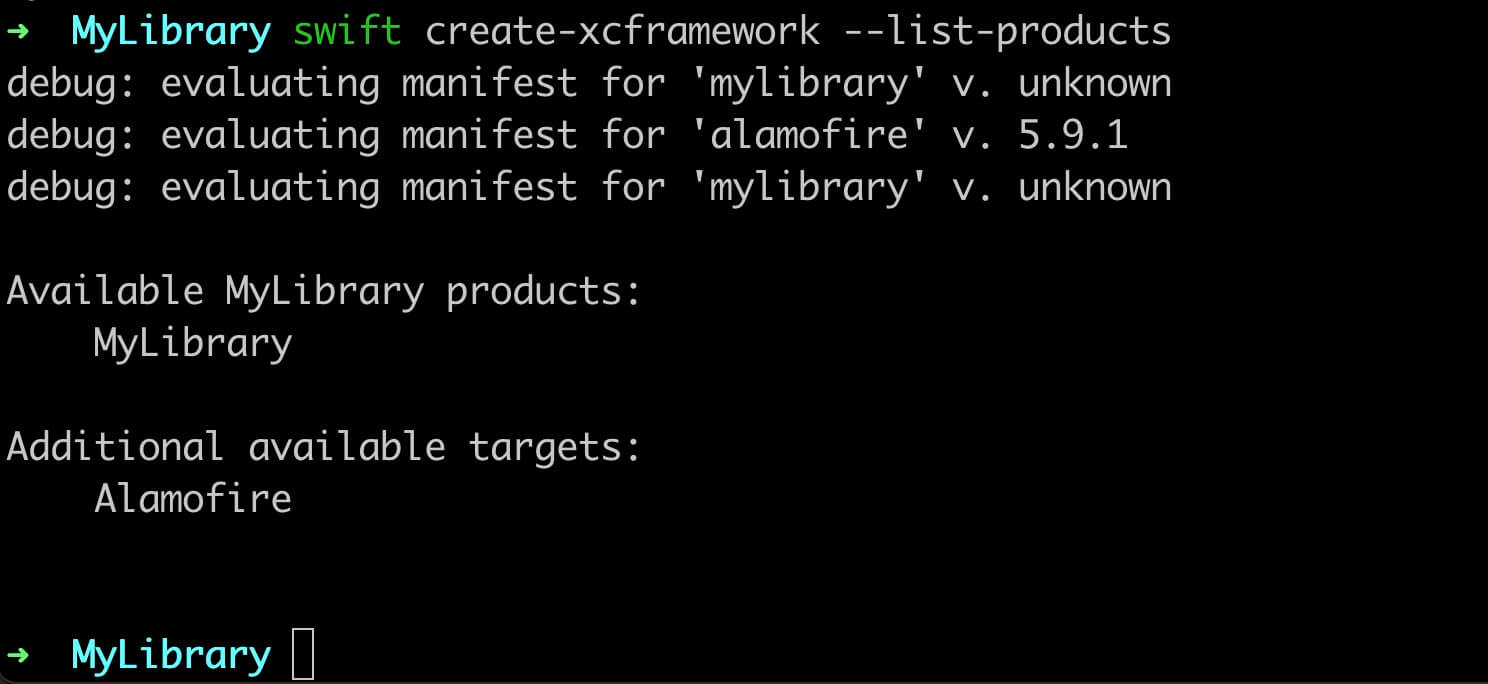 ➜ MyLibrary swift create-xcframework --list-products
debug: evaluating manifest for 'mylibrary' v. unknown
debug: evaluating manifest for 'alamofire' v. 5.9.1
debug: evaluating manifest for 'mylibrary' v. unknown
Available MyLibrary products:
MyLibrary
Additional available targets:
Alamofire
➜ MyLibrary